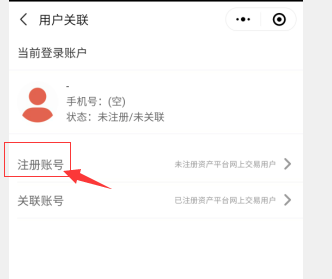 用户关联
当前登录账户
-
手机号：(空)
状态：未注册/未关联
注册账号
未注册资产平台网上交易用户
关联账号
已注册资产平台网上交易用户